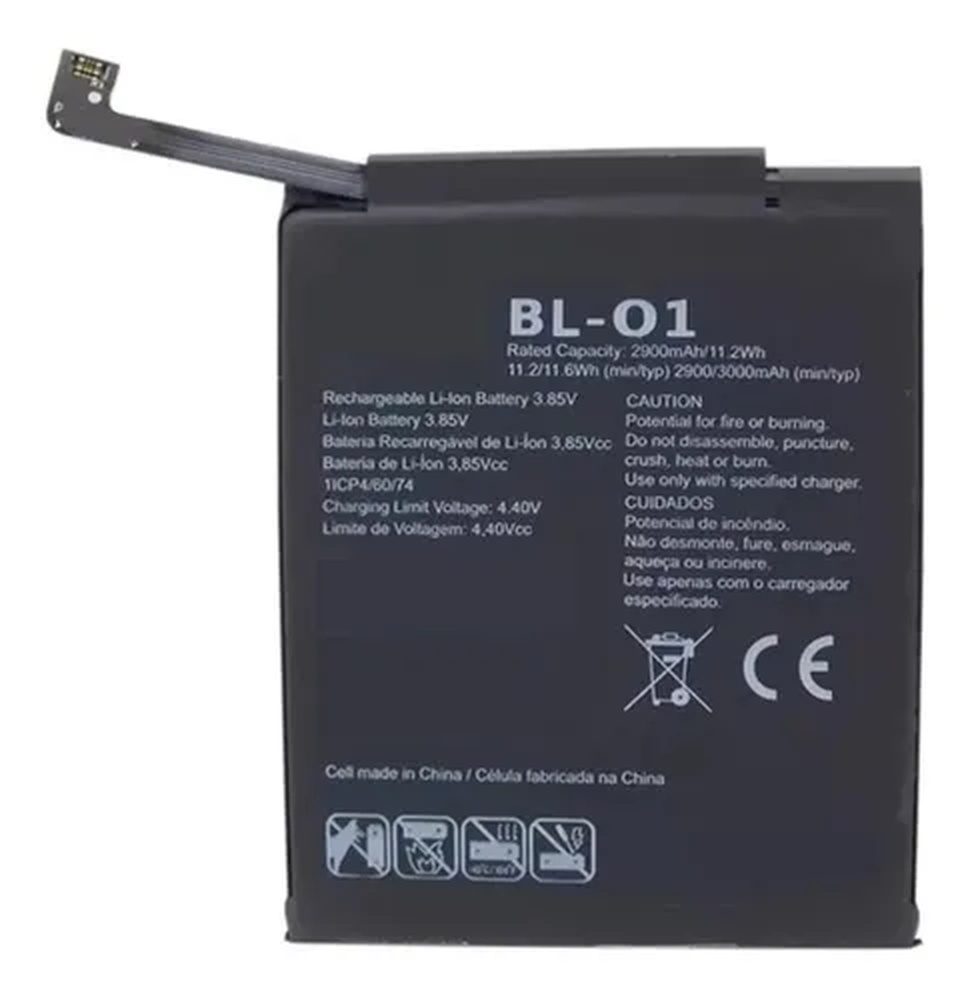 BL-O1
Rated Capacity: 2900mAh/11.2Wh
11.2/11.6Wh (min/typ) 2900/3000mAh (min/typ)
Rechargeable Li-Ion Battery 3.85V
Li-Ion Battery 3.85V
Bateria Recarregável de Li-Íon 3,85Vcc
Bateria de Li-Íon 3,85Vcc
1ICP4/60/74
Charging Limit Voltage: 4.40V
Limite de Voltagem: 4,40Vcc
CAUTION
Potential for fire or burning.
Do not disassemble, puncture,
crush, heat or burn.
Use only with specified charger.
CUIDADOS
Potencial de incêndio.
Não desmonte, fure, esmague,
aqueça ou incinere.
Use apenas com o carregador
especificado.
CE
Cell made in China / Célula fabricada na China